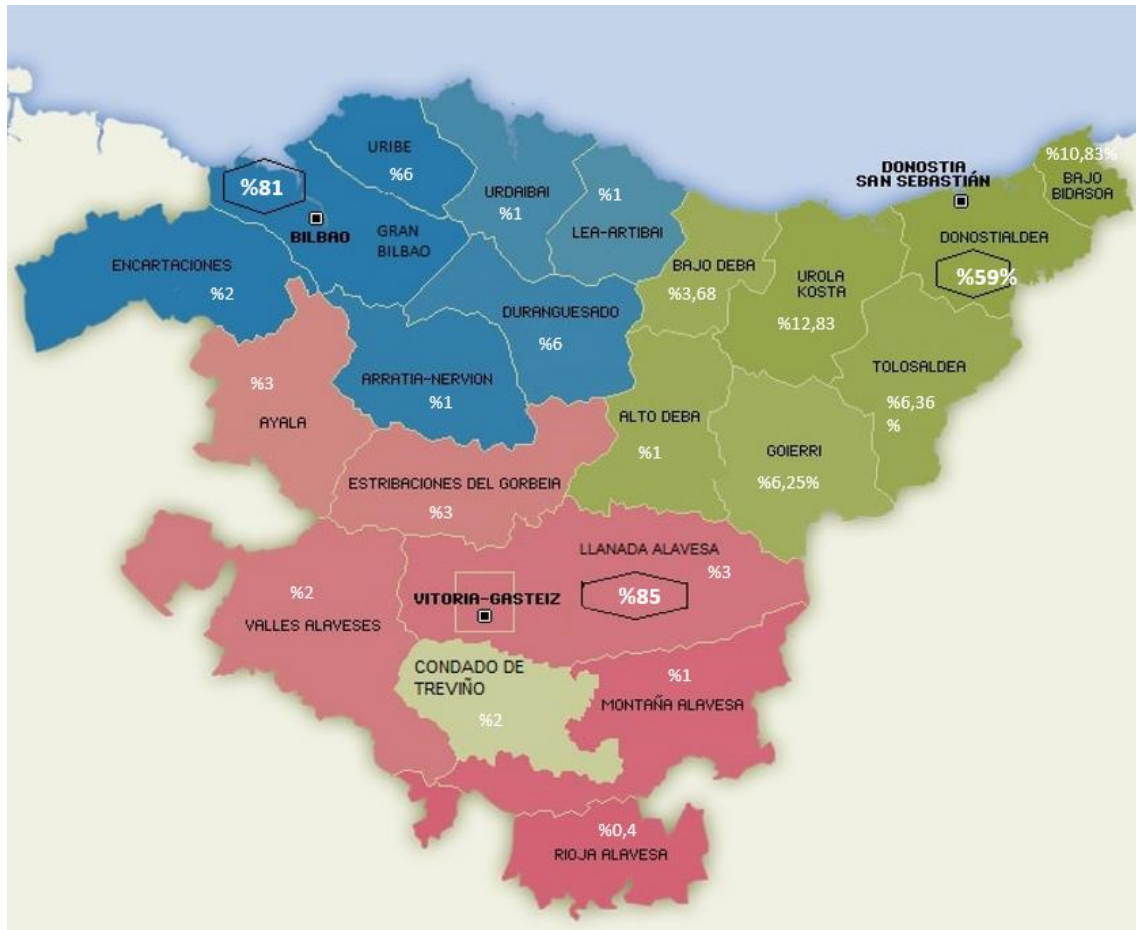 URIBE
%6
%81
BILBAO
GRAN
BILBAO
URDAIBAI
%1
%1
LEA-ARTIBAI
ENCARTACIONES
%2
DURANGUESADO
%6
ARRATIA-NERVION
%1
%10,83%
BAJO
BIDASOA
DONOSTIA
SAN SEBASTIÁN
DONOSTIALDEA
%59%
BAJO DEBA
%3,68
UROLA
KOSTA
%12,83
TOLOSALDEA
%6,36
%
ALTO DEBA
%1
GOIERRI
%6,25%
%3
AYALA
ESTRIBACIONES DEL GORBEIA
%3
LLANADA ALAVESA
%3
%85
VITORIA-GASTEIZ
%2
VALLES ALAVESES
CONDADO DE
TREVIÑO
%2
%1
MONTAÑA ALAVESA
%0,4
RIOJA ALAVESA